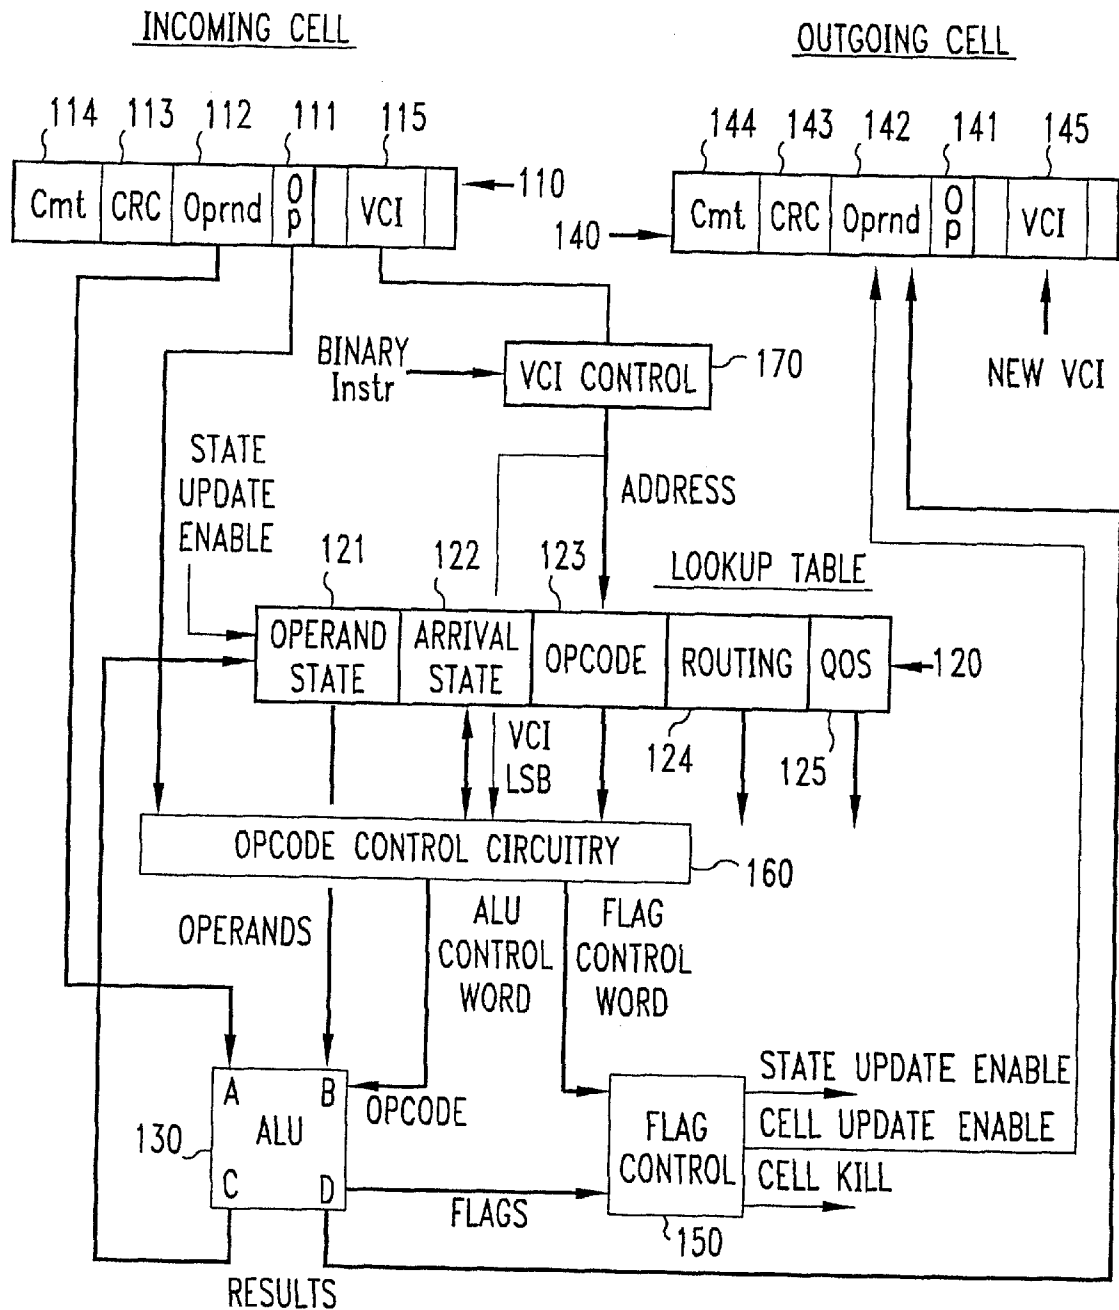 INCOMING CELL
OUTGOING CELL
114 113 112 111 115
144 143 142 141 145
Cmt CRC Oprnd Op VCI
110
140
Cmt CRC Oprnd Op VCI
BINARY
Instr
VCI CONTROL
170
NEW VCI
STATE
UPDATE
ENABLE
ADDRESS
121 122 123
LOOKUP TABLE
OPERAND
STATE
ARRIVAL
STATE
OPCODE
ROUTING
QOS
120
VCI
LSB
124
125
OPCODE CONTROL CIRCUITRY
160
OPERANDS
ALU
CONTROL
WORD
FLAG
CONTROL
WORD
A B
ALU
C D
130
OPCODE
FLAGS
FLAG
CONTROL
150
STATE UPDATE ENABLE
CELL UPDATE ENABLE
CELL KILL
RESULTS